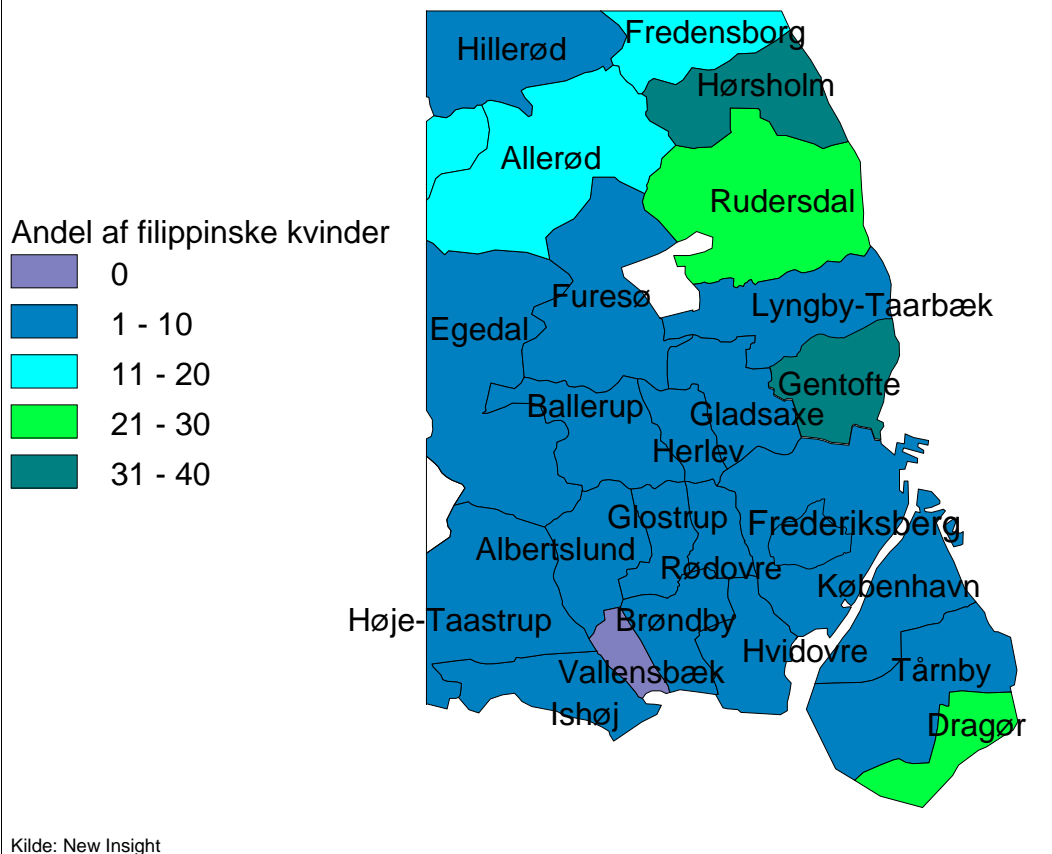 Fredensborg
Hillerød
Hørsholm
Allerød
Rudersdal
Andel af filippinske kvinder
0
1 - 10
11 - 20
21 - 30
31 - 40
Furesø
Lyngby-Taarbæk
Egedal
Gentofte
Ballerup
Gladsaxe
Herlev
Glostrup
Frederiksberg
Albertslund
Rødovre
København
Høje-Taastrup
Brøndby
Hvidovre
Vallensbæk
Tårnby
Ishøj
Dragør
Kilde: New Insight